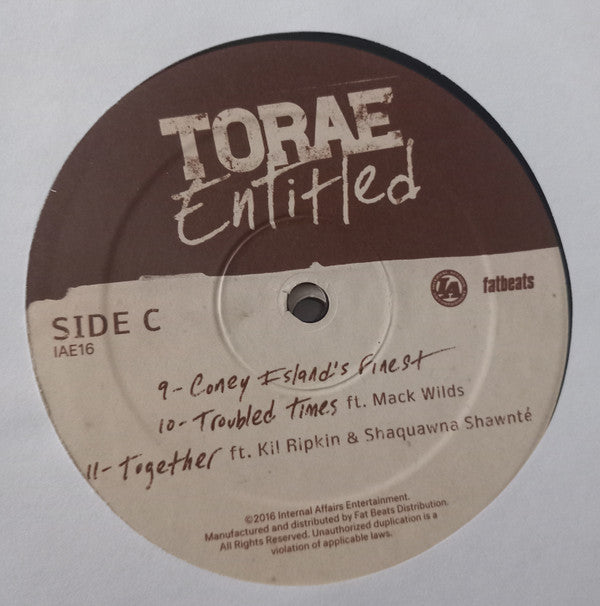 TORAE
Entitled
IA
fatbeats
SIDE C
IAE16
9- Coney Island's Finest
10- Troubled Times ft. Mack Wilds
11- Together ft. Kil Ripkin & Shaquawna Shawnté
©2016 Internal Affairs Entertainment.
Manufactured and distributed by Fat Beats Distribution.
All Rights Reserved. Unauthorized duplication is a
violation of applicable laws.